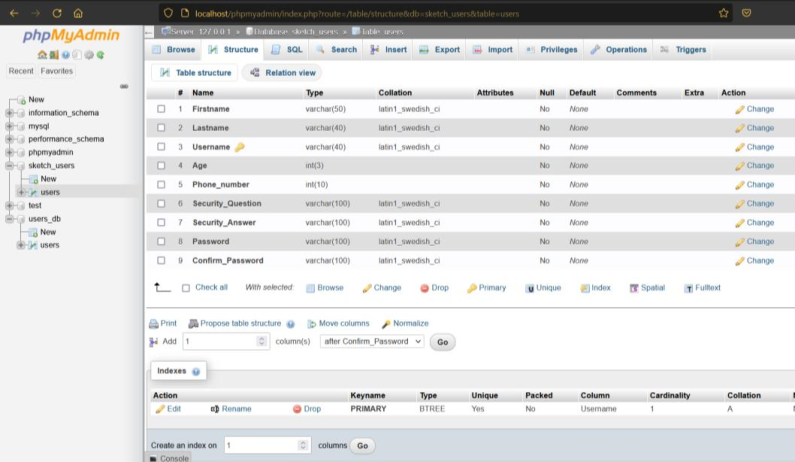 localhost/phpmyadmin/index.php?route=/table/structure&db=sketch_users&table=users
phpMyAdmin
Recent Favorites
New
information_schema
mysql
performance_schema
phpmyadmin
sketch_users
New
users
test
users_db
New
users
Server: 127.0.0.1 » Database: sketch_users » Table: users
Browse Structure SQL Search Insert Export Import Privileges Operations Triggers
Table structure Relation view
# Name Type Collation Attributes Null Default Comments Extra Action
1 Firstname varchar(50) latin1_swedish_ci No None Change
2 Lastname varchar(40) latin1_swedish_ci No None Change
3 Username varchar(40) latin1_swedish_ci No None Change
4 Age int(3) No None Change
5 Phone_number int(10) No None Change
6 Security_Question varchar(100) latin1_swedish_ci No None Change
7 Security_Answer varchar(100) latin1_swedish_ci No None Change
8 Password varchar(100) latin1_swedish_ci No None Change
9 Confirm_Password varchar(100) latin1_swedish_ci No None Change
Check all With selected: Browse Change Drop Primary Unique Index Spatial Fulltext
Print Propose table structure Move columns Normalize
Add 1 column(s) after Confirm_Password Go
Indexes
Action Keyname Type Unique Packed Column Cardinality Collation
Edit Rename Drop PRIMARY BTREE Yes No Username 1 A
Create an index on 1 columns Go
Console